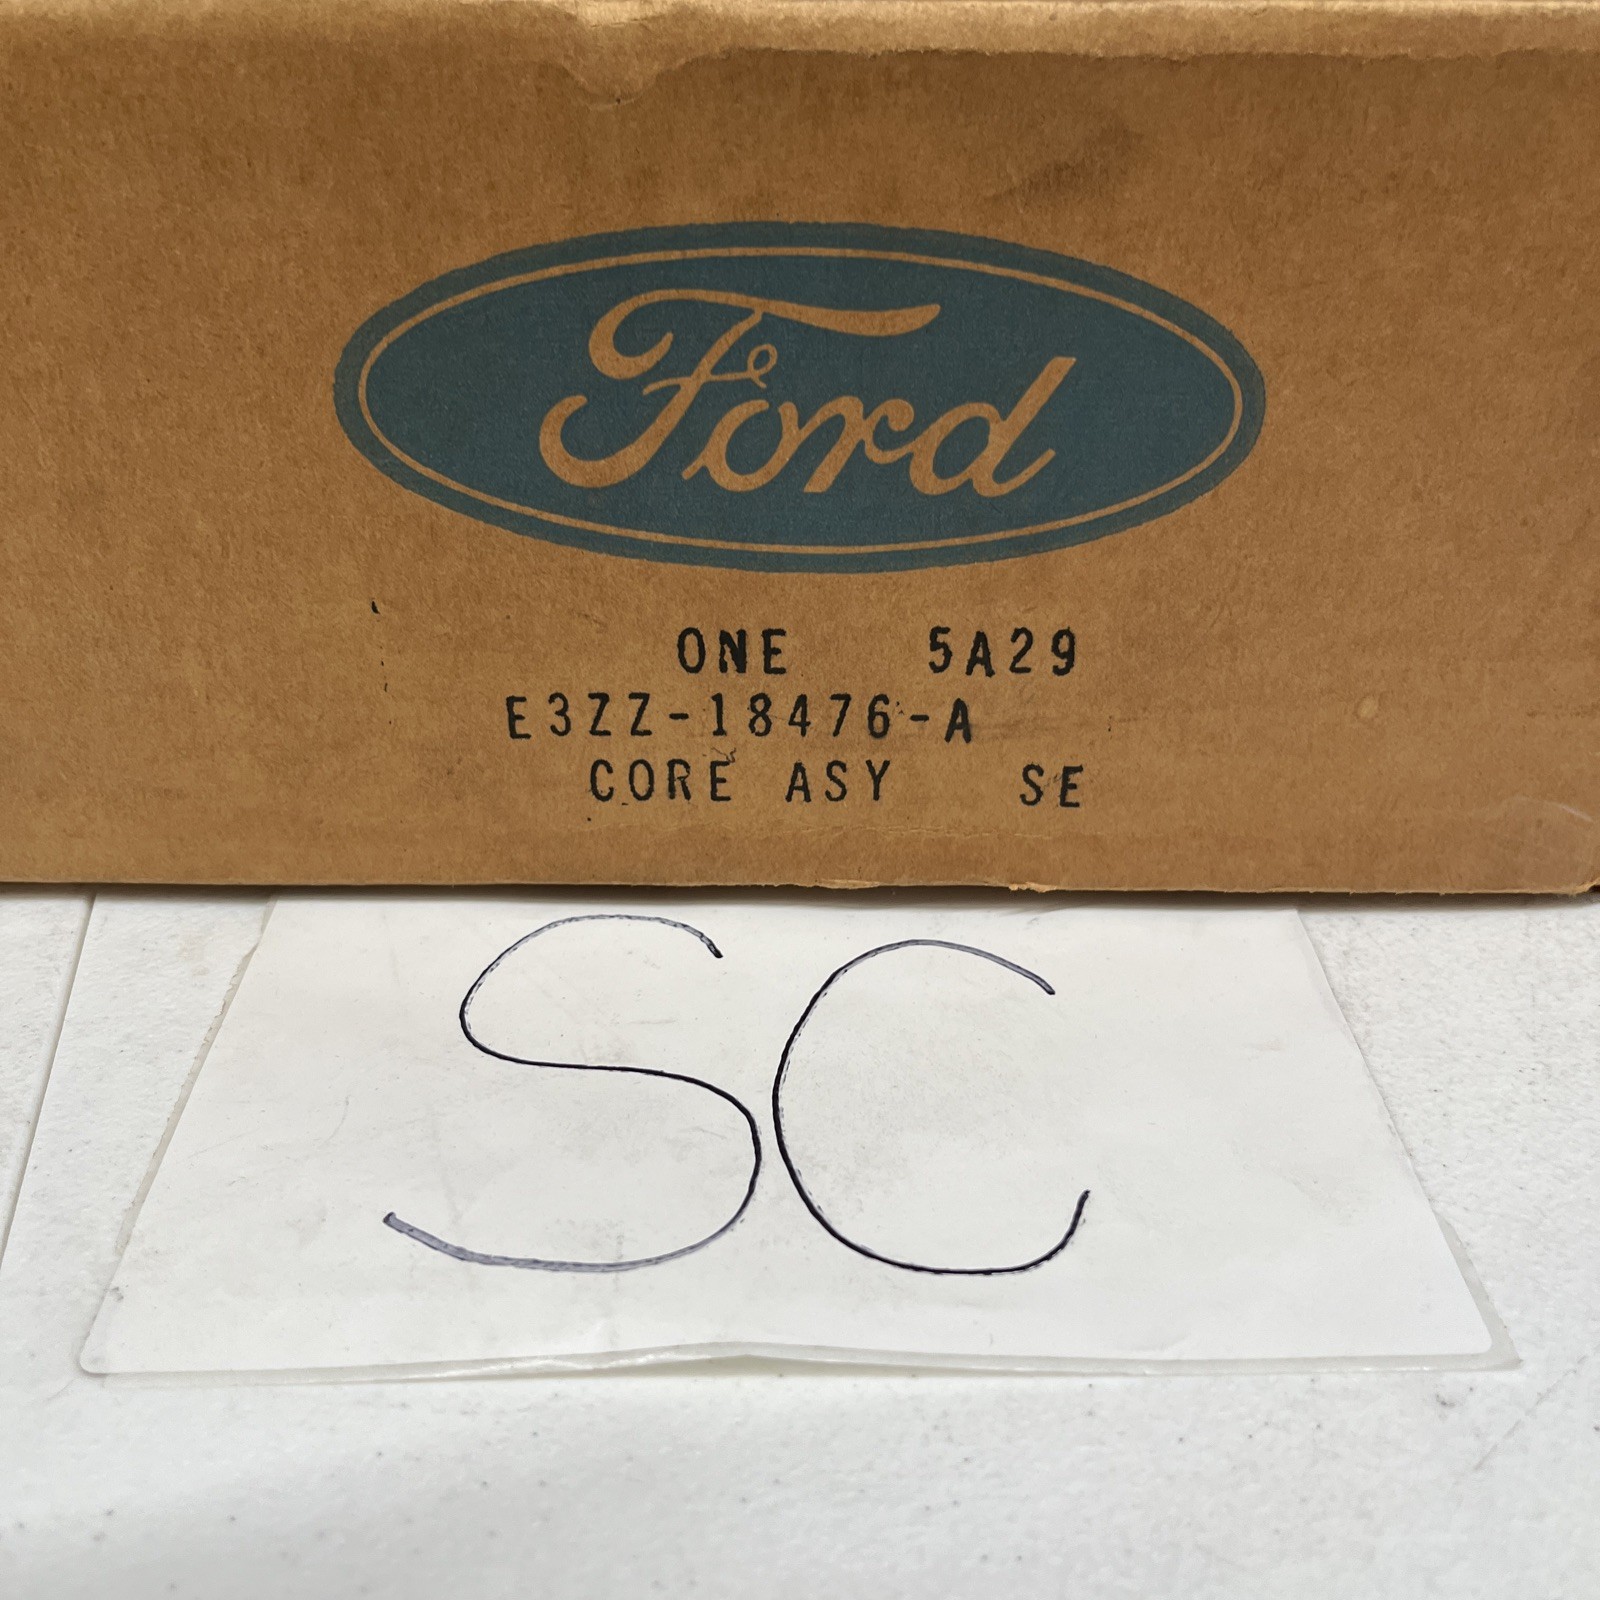 Ford
ONE 5A29
E3ZZ-18476-A
CORE ASY SE
SC